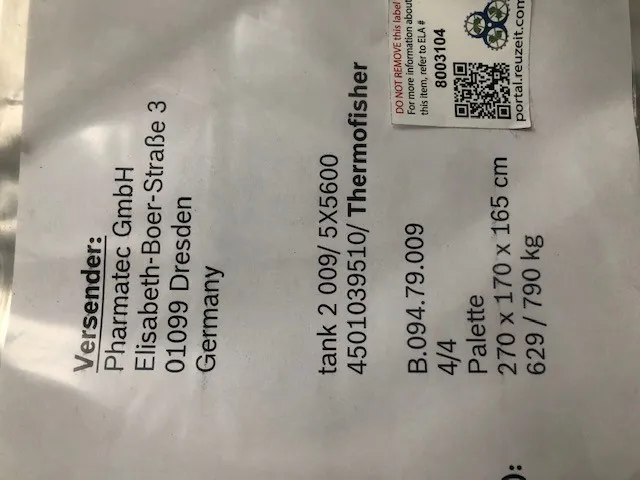 Versender:
Pharmatec GmbH
Elisabeth-Boer-Straße 3
01099 Dresden
Germany
tank 2 009/ 5X5600
4501039510/ Thermofisher
B.094.79.009
4/4
Palette
270 x 170 x 165 cm
629 / 790 kg
DO NOT REMOVE this label
For more information about
this item, refer to ELA #
8003104
portal.reuzeit.com
):